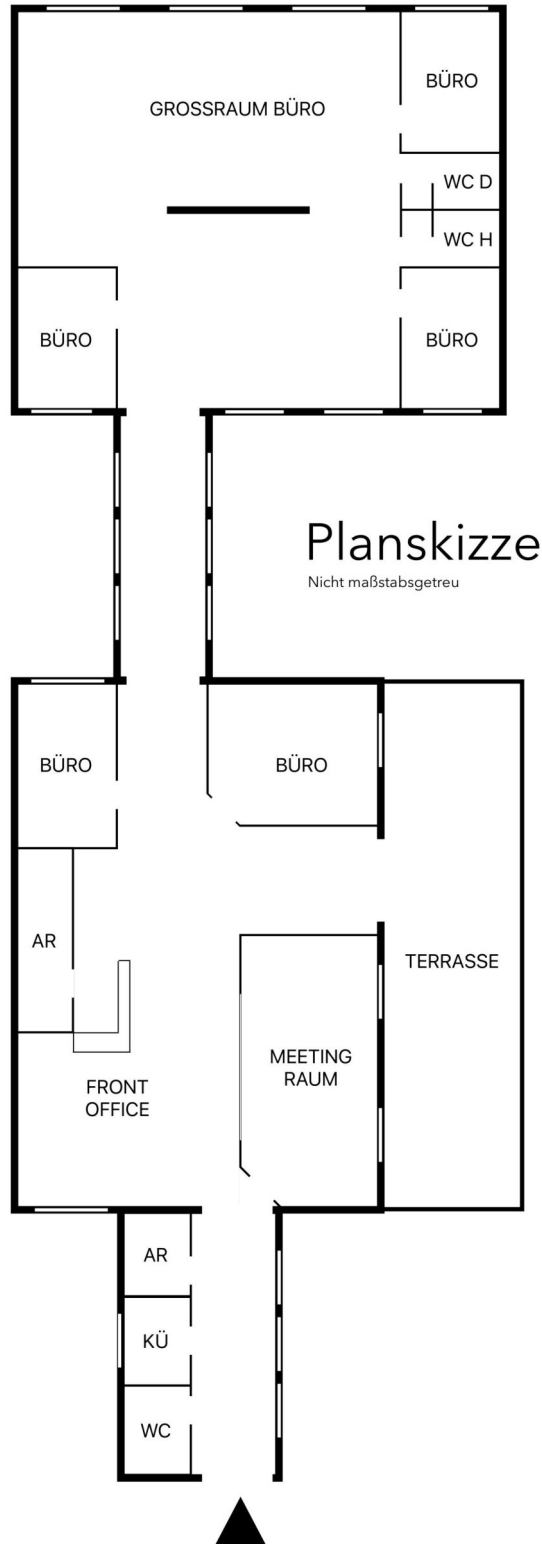 BÜRO
GROSSRAUM BÜRO
WC D
WC H
BÜRO
BÜRO
Planskizze
Nicht maßstabsgetreu
BÜRO
BÜRO
AR
TERRASSE
MEETING
RAUM
FRONT
OFFICE
AR
KÜ
WC